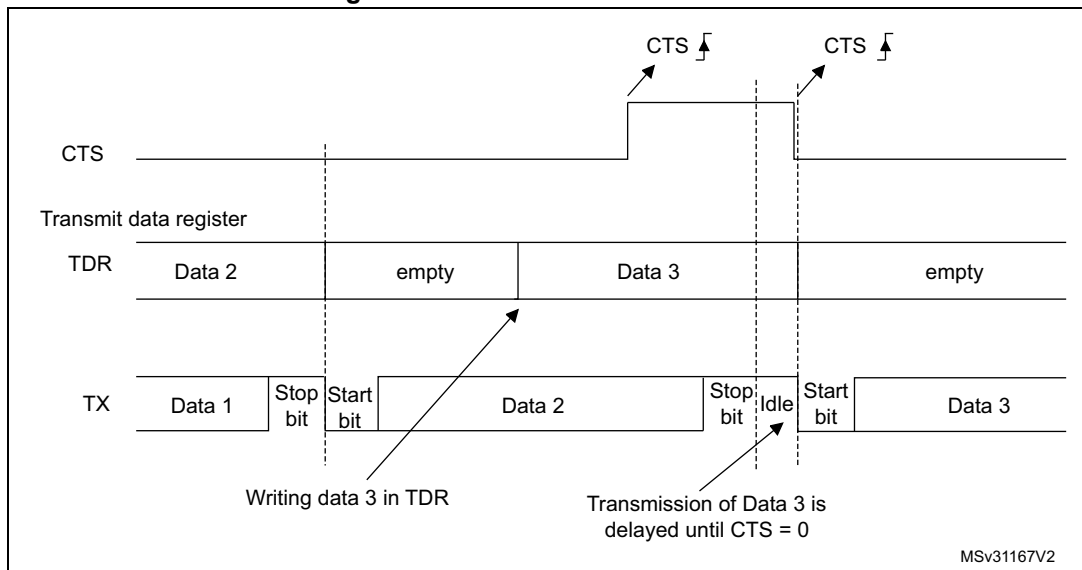 CTS CTS
CTS
Transmit data register
TDR Data 2 empty Data 3 empty
TX Data 1 Stop bit Start bit Data 2 Stop bit Idle Start bit Data 3
Writing data 3 in TDR
Transmission of Data 3 is
delayed until CTS = 0
MSv31167V2